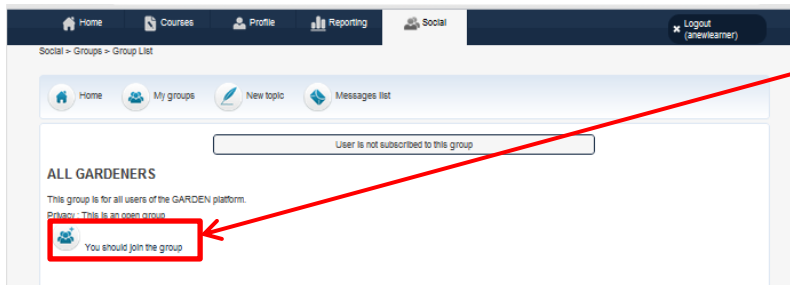 Home Courses Profile Reporting Social Logout
(anewlearner)
Social > Groups > Group List
Home My groups New topic Messages list
User is not subscribed to this group
ALL GARDENERS
This group is for all users of the GARDEN platform.
Privacy : This is an open group
You should join the group